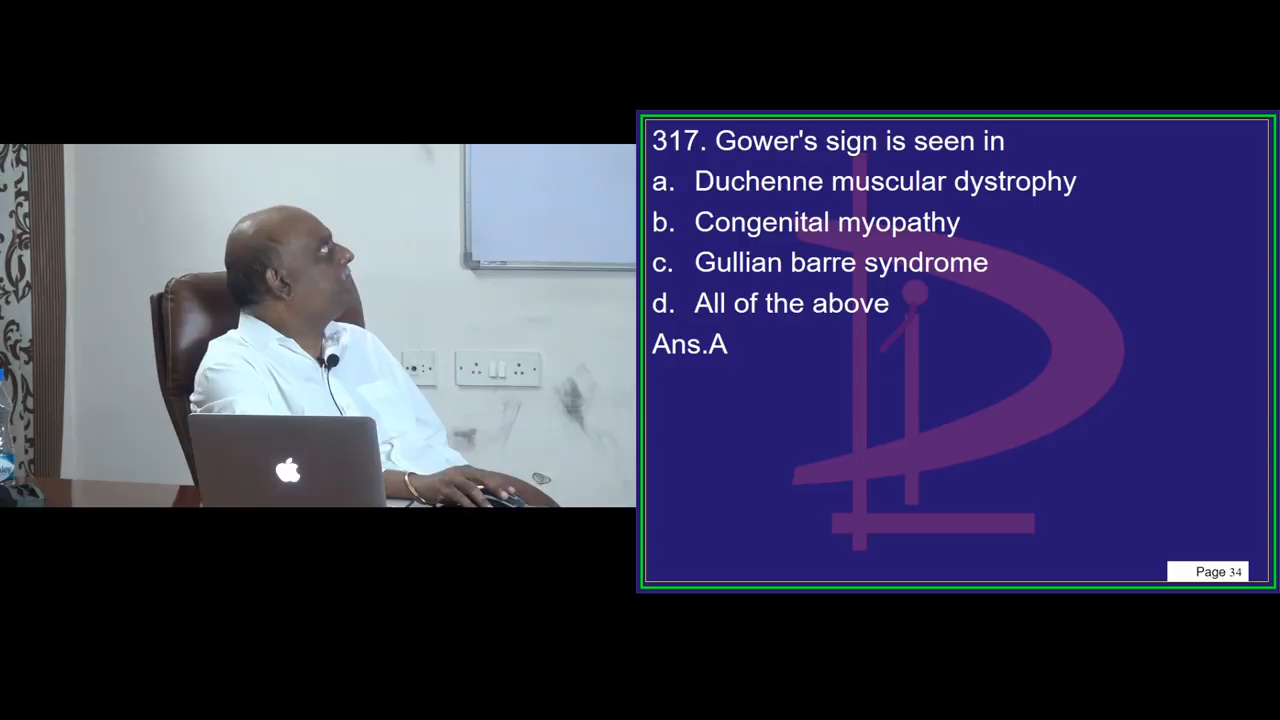 317. Gower's sign is seen in
a. Duchenne muscular dystrophy
b. Congenital myopathy
c. Gullian barre syndrome
d. All of the above
Ans.A
Page 34